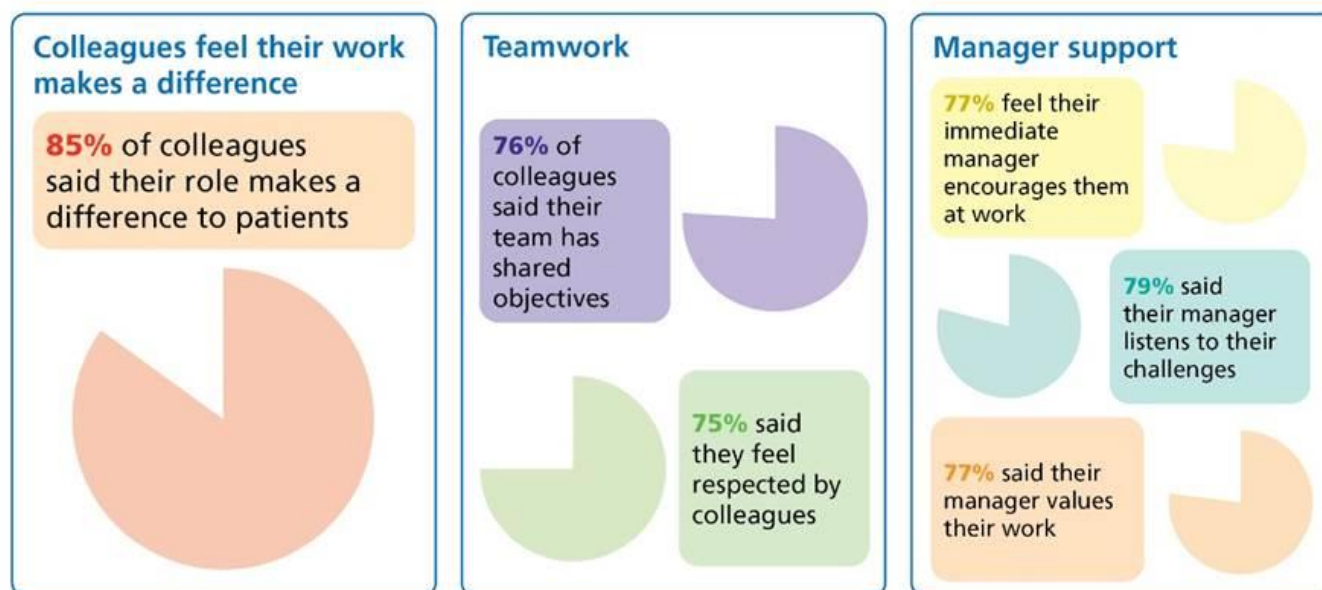 Colleagues feel their work
makes a difference
85% of colleagues
said their role makes a
difference to patients
Teamwork
76% of
colleagues
said their
team has
shared
objectives
75% said
they feel
respected by
colleagues
Manager support
77% feel their
immediate
manager
encourages them
at work
79% said
their manager
listens to their
challenges
77% said their
manager values
their work